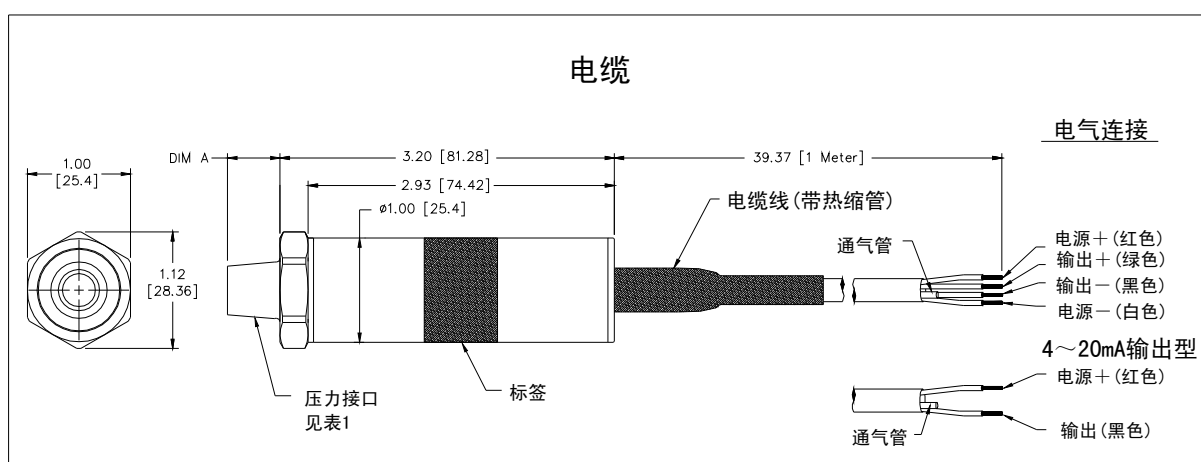 电缆
电气连接
1.00
[25.4]
DIM A
3.20 [81.28]
39.37 [1 Meter]
2.93 [74.42]
ø1.00 [25.4]
电缆线(带热缩管)
通气管
电源＋(红色)
输出＋(绿色)
输出－(黑色)
电源－(白色)
1.12
[28.36]
4～20mA输出型
电源＋(红色)
输出(黑色)
通气管
标签
压力接口
见表1